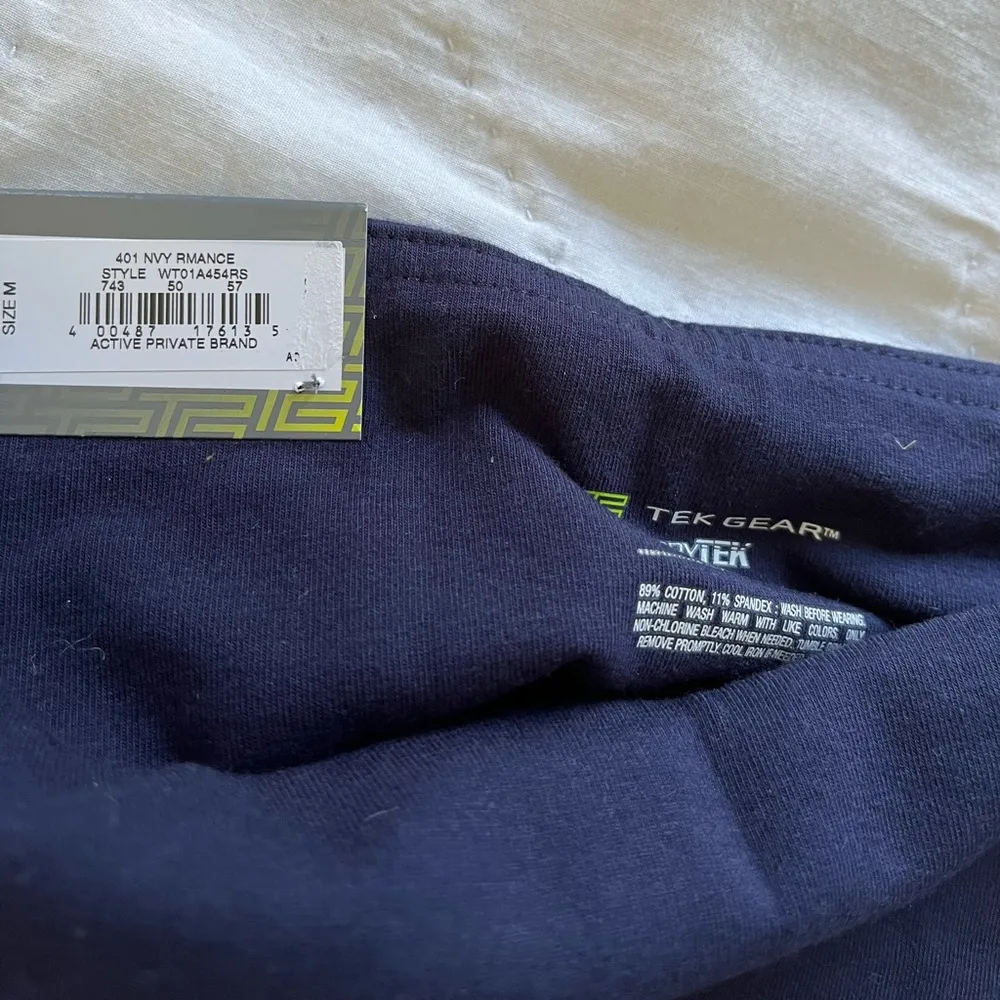 SIZE M
401 NVY RMANCE
STYLE WT01A454RS
743 50 57
4 00487 17613 5
ACTIVE PRIVATE BRAND
TEK GEAR™
TEK
89% COTTON, 11% SPANDEX : WASH BEFORE WEARING.
MACHINE WASH WARM WITH LIKE COLORS ONLY
NON-CHLORINE BLEACH WHEN NEEDED. TUMBLE
REMOVE PROMPTLY. COOL IRON IF NEEDED